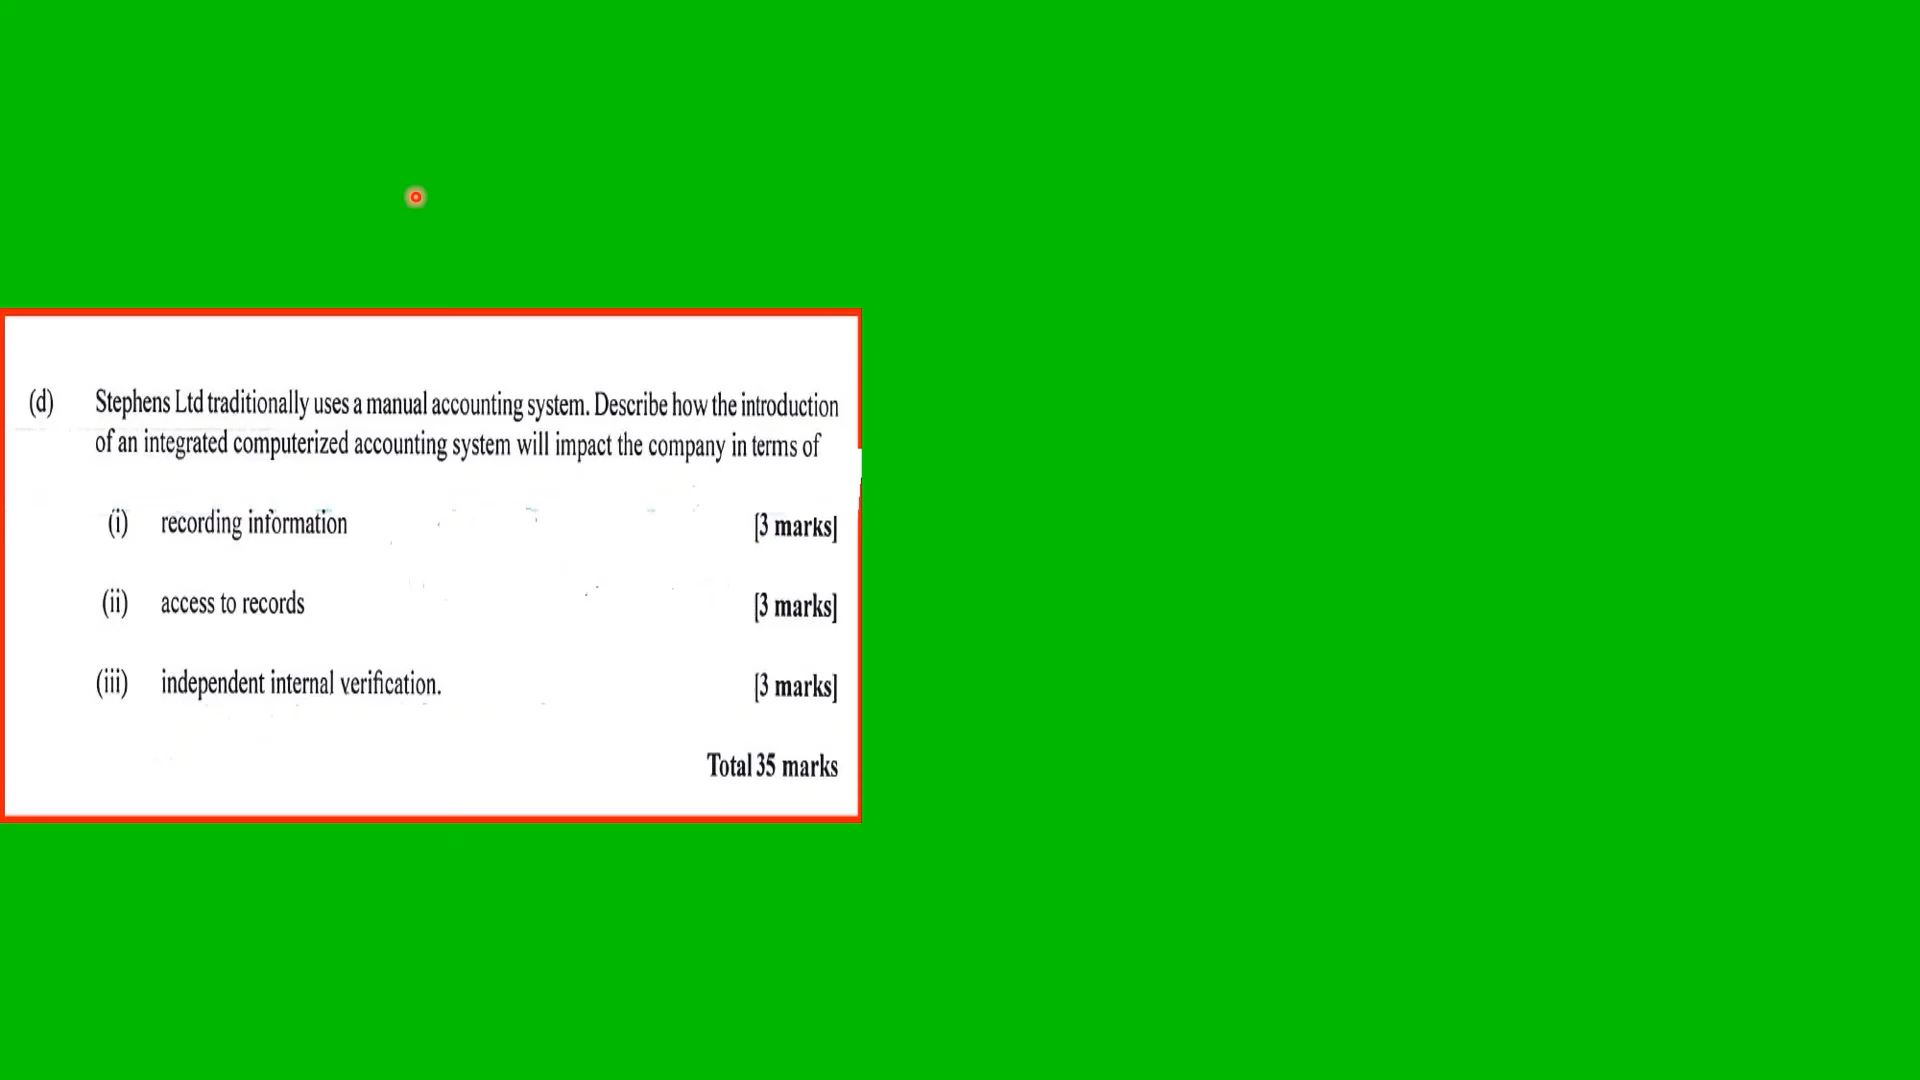 (d) Stephens Ltd traditionally uses a manual accounting system. Describe how the introduction
of an integrated computerized accounting system will impact the company in terms of
(i) recording information [3 marks]
(ii) access to records [3 marks]
(iii) independent internal verification. [3 marks]
Total 35 marks